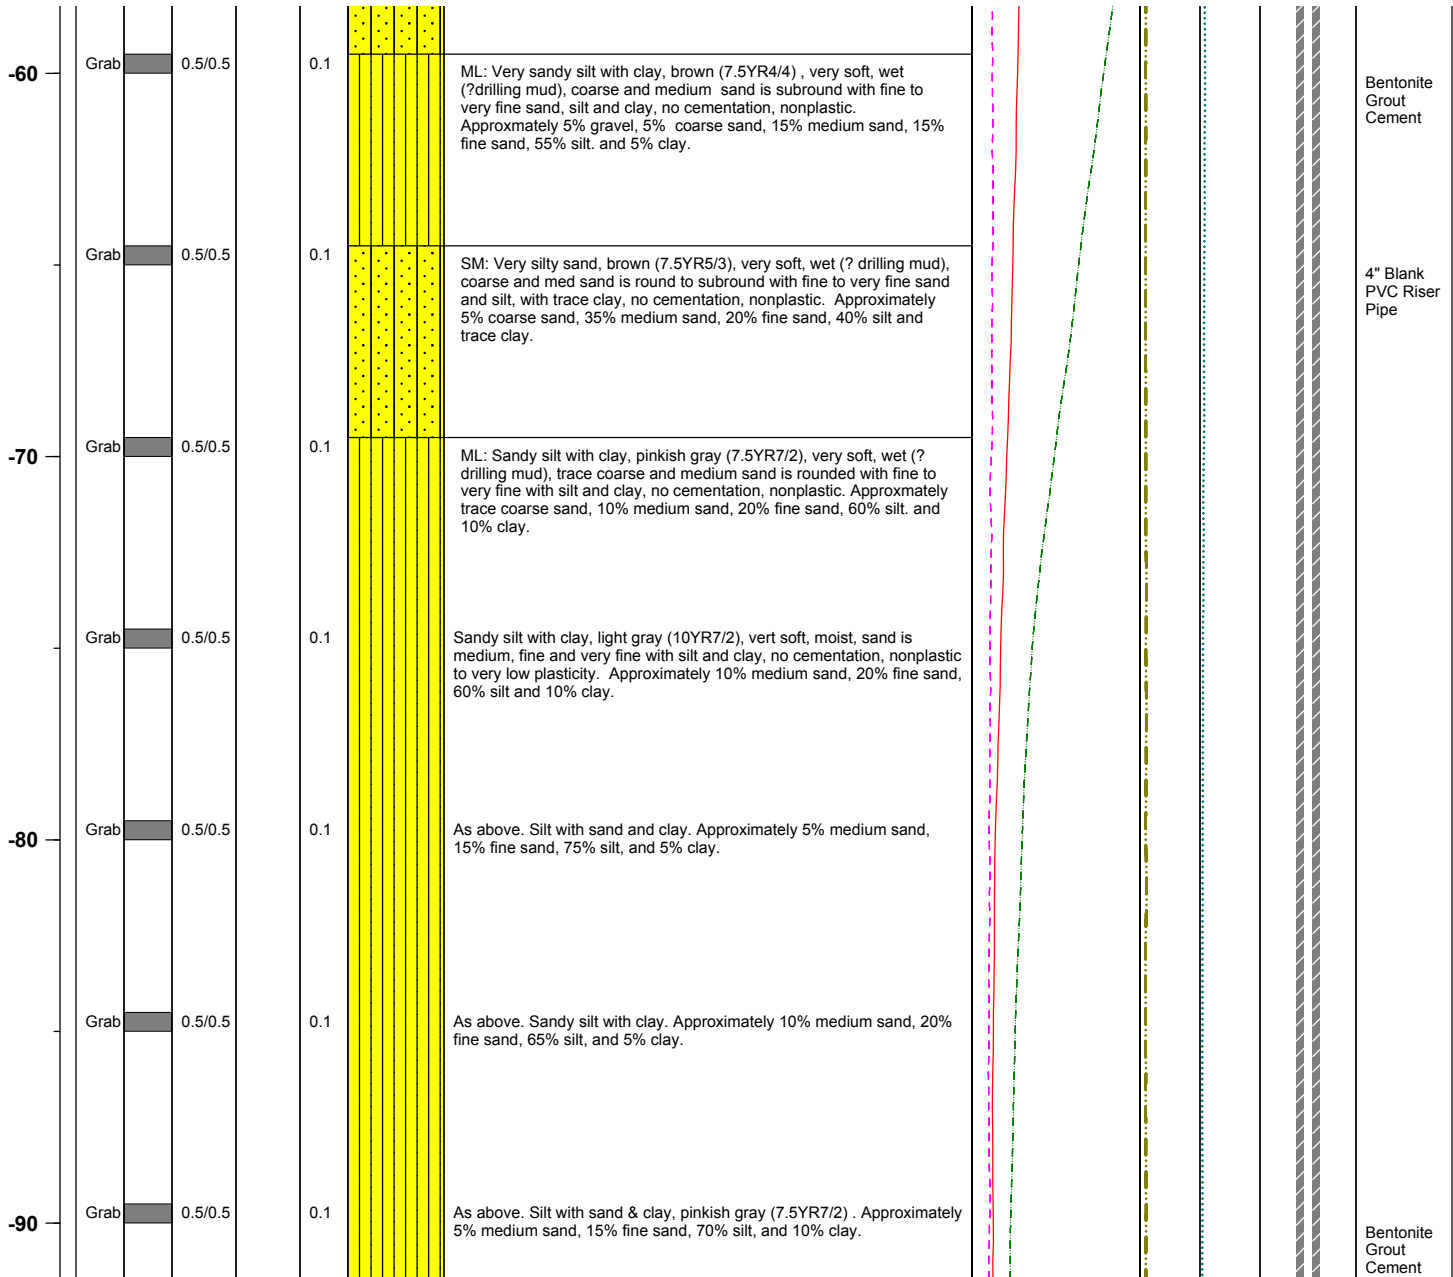 Grab 0.5/0.5 0.1
-60
ML: Very sandy silt with clay, brown (7.5YR4/4) , very soft, wet
(?drilling mud), coarse and medium sand is subround with fine to
very fine sand, silt and clay, no cementation, nonplastic.
Approxmately 5% gravel, 5% coarse sand, 15% medium sand, 15%
fine sand, 55% silt. and 5% clay.
Bentonite
Grout
Cement
Grab 0.5/0.5 0.1
SM: Very silty sand, brown (7.5YR5/3), very soft, wet (? drilling mud),
coarse and med sand is round to subround with fine to very fine sand
and silt, with trace clay, no cementation, nonplastic. Approximately
5% coarse sand, 35% medium sand, 20% fine sand, 40% silt and
trace clay.
4" Blank
PVC Riser
Pipe
Grab 0.5/0.5 0.1
-70
ML: Sandy silt with clay, pinkish gray (7.5YR7/2), very soft, wet (?
drilling mud), trace coarse and medium sand is rounded with fine to
very fine with silt and clay, no cementation, nonplastic. Approxmately
trace coarse sand, 10% medium sand, 20% fine sand, 60% silt. and
10% clay.
Grab 0.5/0.5 0.1
Sandy silt with clay, light gray (10YR7/2), vert soft, moist, sand is
medium, fine and very fine with silt and clay, no cementation, nonplastic
to very low plasticity. Approximately 10% medium sand, 20% fine sand,
60% silt and 10% clay.
Grab 0.5/0.5 0.1
-80
As above. Silt with sand and clay. Approximately 5% medium sand,
15% fine sand, 75% silt, and 5% clay.
Grab 0.5/0.5 0.1
As above. Sandy silt with clay. Approximately 10% medium sand, 20%
fine sand, 65% silt, and 5% clay.
Grab 0.5/0.5 0.1
-90
As above. Silt with sand & clay, pinkish gray (7.5YR7/2) . Approximately
5% medium sand, 15% fine sand, 70% silt, and 10% clay.
Bentonite
Grout
Cement